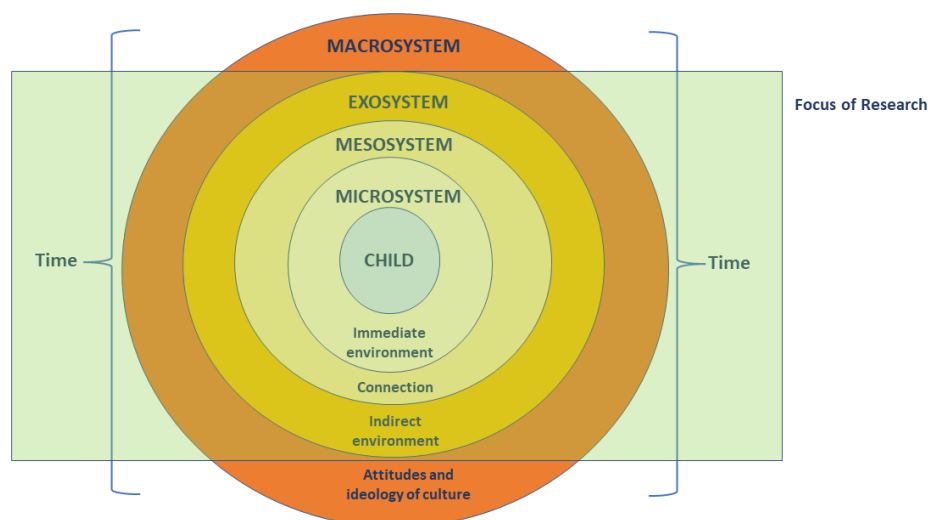 MACROSYSTEM
EXOSYSTEM
Focus of Research
MESOSYSTEM
MICROSYSTEM
Time
CHILD
Time
Immediate
environment
Connection
Indirect
environment
Attitudes and
ideology of culture